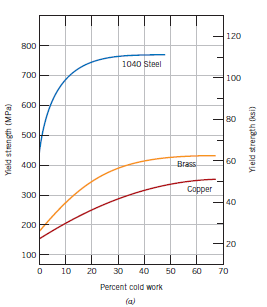 Yield strength (MPa)
800
700
600
500
400
300
200
100
1040 Steel
Brass
Copper
120
100
80
60
40
20
Yield strength (ksi)
0 10 20 30 40 50 60 70
Percent cold work
(a)